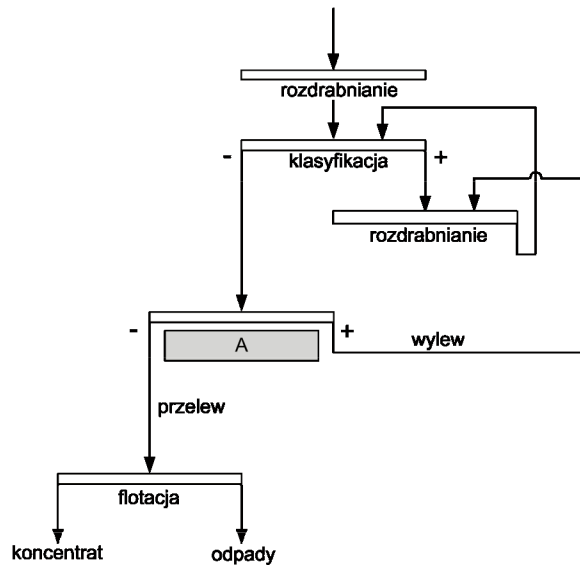 rozdrabnianie
- klasyfikacja +
rozdrabnianie
- +
A
wylew
przelew
flotacja
koncentrat odpady